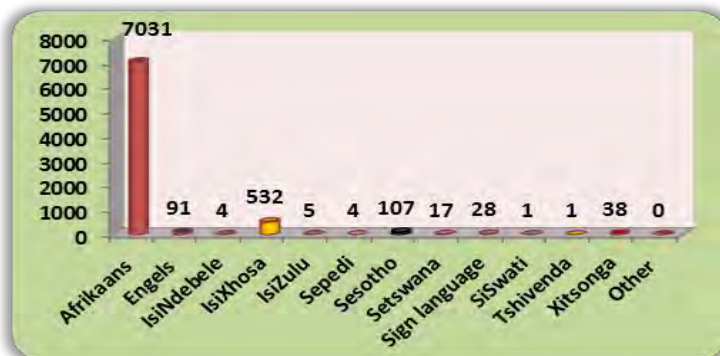 7031
8000
7000
6000
5000
4000
3000
2000
1000
0
91 4 532 5 4 107 17 28 1 1 38 0
Afrikaans
Engels
IsiNdebele
IsiXhosa
IsiZulu
Sepedi
Sesotho
Setswana
Sign language
SiSwati
Tshivenda
Xitsonga
Other